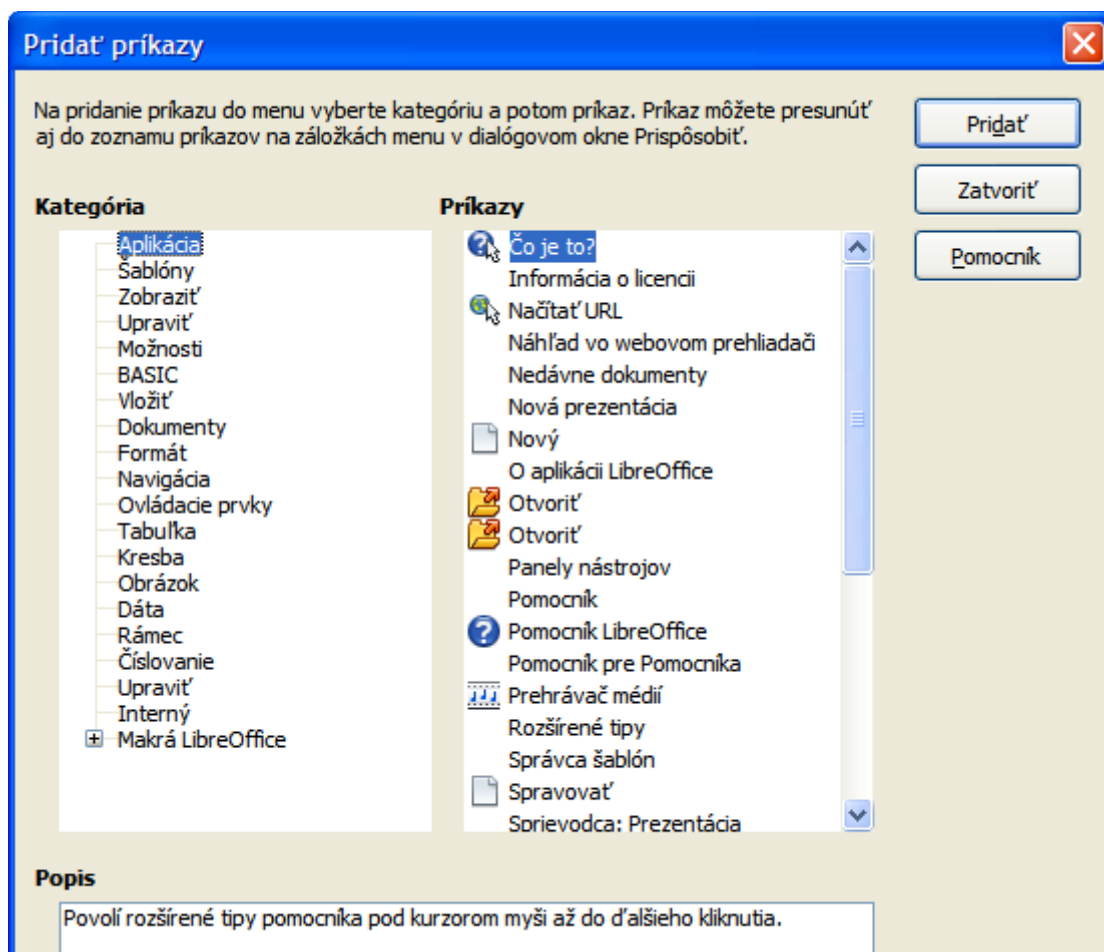 Pridať príkazy
Na pridanie príkazu do menu vyberte kategóriu a potom príkaz. Príkaz môžete presunúť
aj do zoznamu príkazov na záložkách menu v dialógovom okne Prispôsobiť.
Pridať
Zatvoriť
Pomocník
Kategória
Aplikácia
Šablóny
Zobraziť
Upraviť
Možnosti
BASIC
Vložiť
Dokumenty
Formát
Navigácia
Ovládacie prvky
Tabuľka
Kresba
Obrázok
Dáta
Rámec
Číslovanie
Upraviť
Interný
Makrá LibreOffice
Príkazy
Čo je to?
Informácia o licencii
Načítať URL
Náhľad vo webovom prehliadači
Nedávne dokumenty
Nová prezentácia
Nový
O aplikácii LibreOffice
Otvoriť
Otvoriť
Panely nástrojov
Pomocník
Pomocník LibreOffice
Pomocník pre Pomocníka
Prehrávač médií
Rozšírené tipy
Správca šablón
Spravovať
Sprievodca: Prezentácia
Popis
Povolí rozšírené tipy pomocníka pod kurzorom myši až do ďalšieho kliknutia.